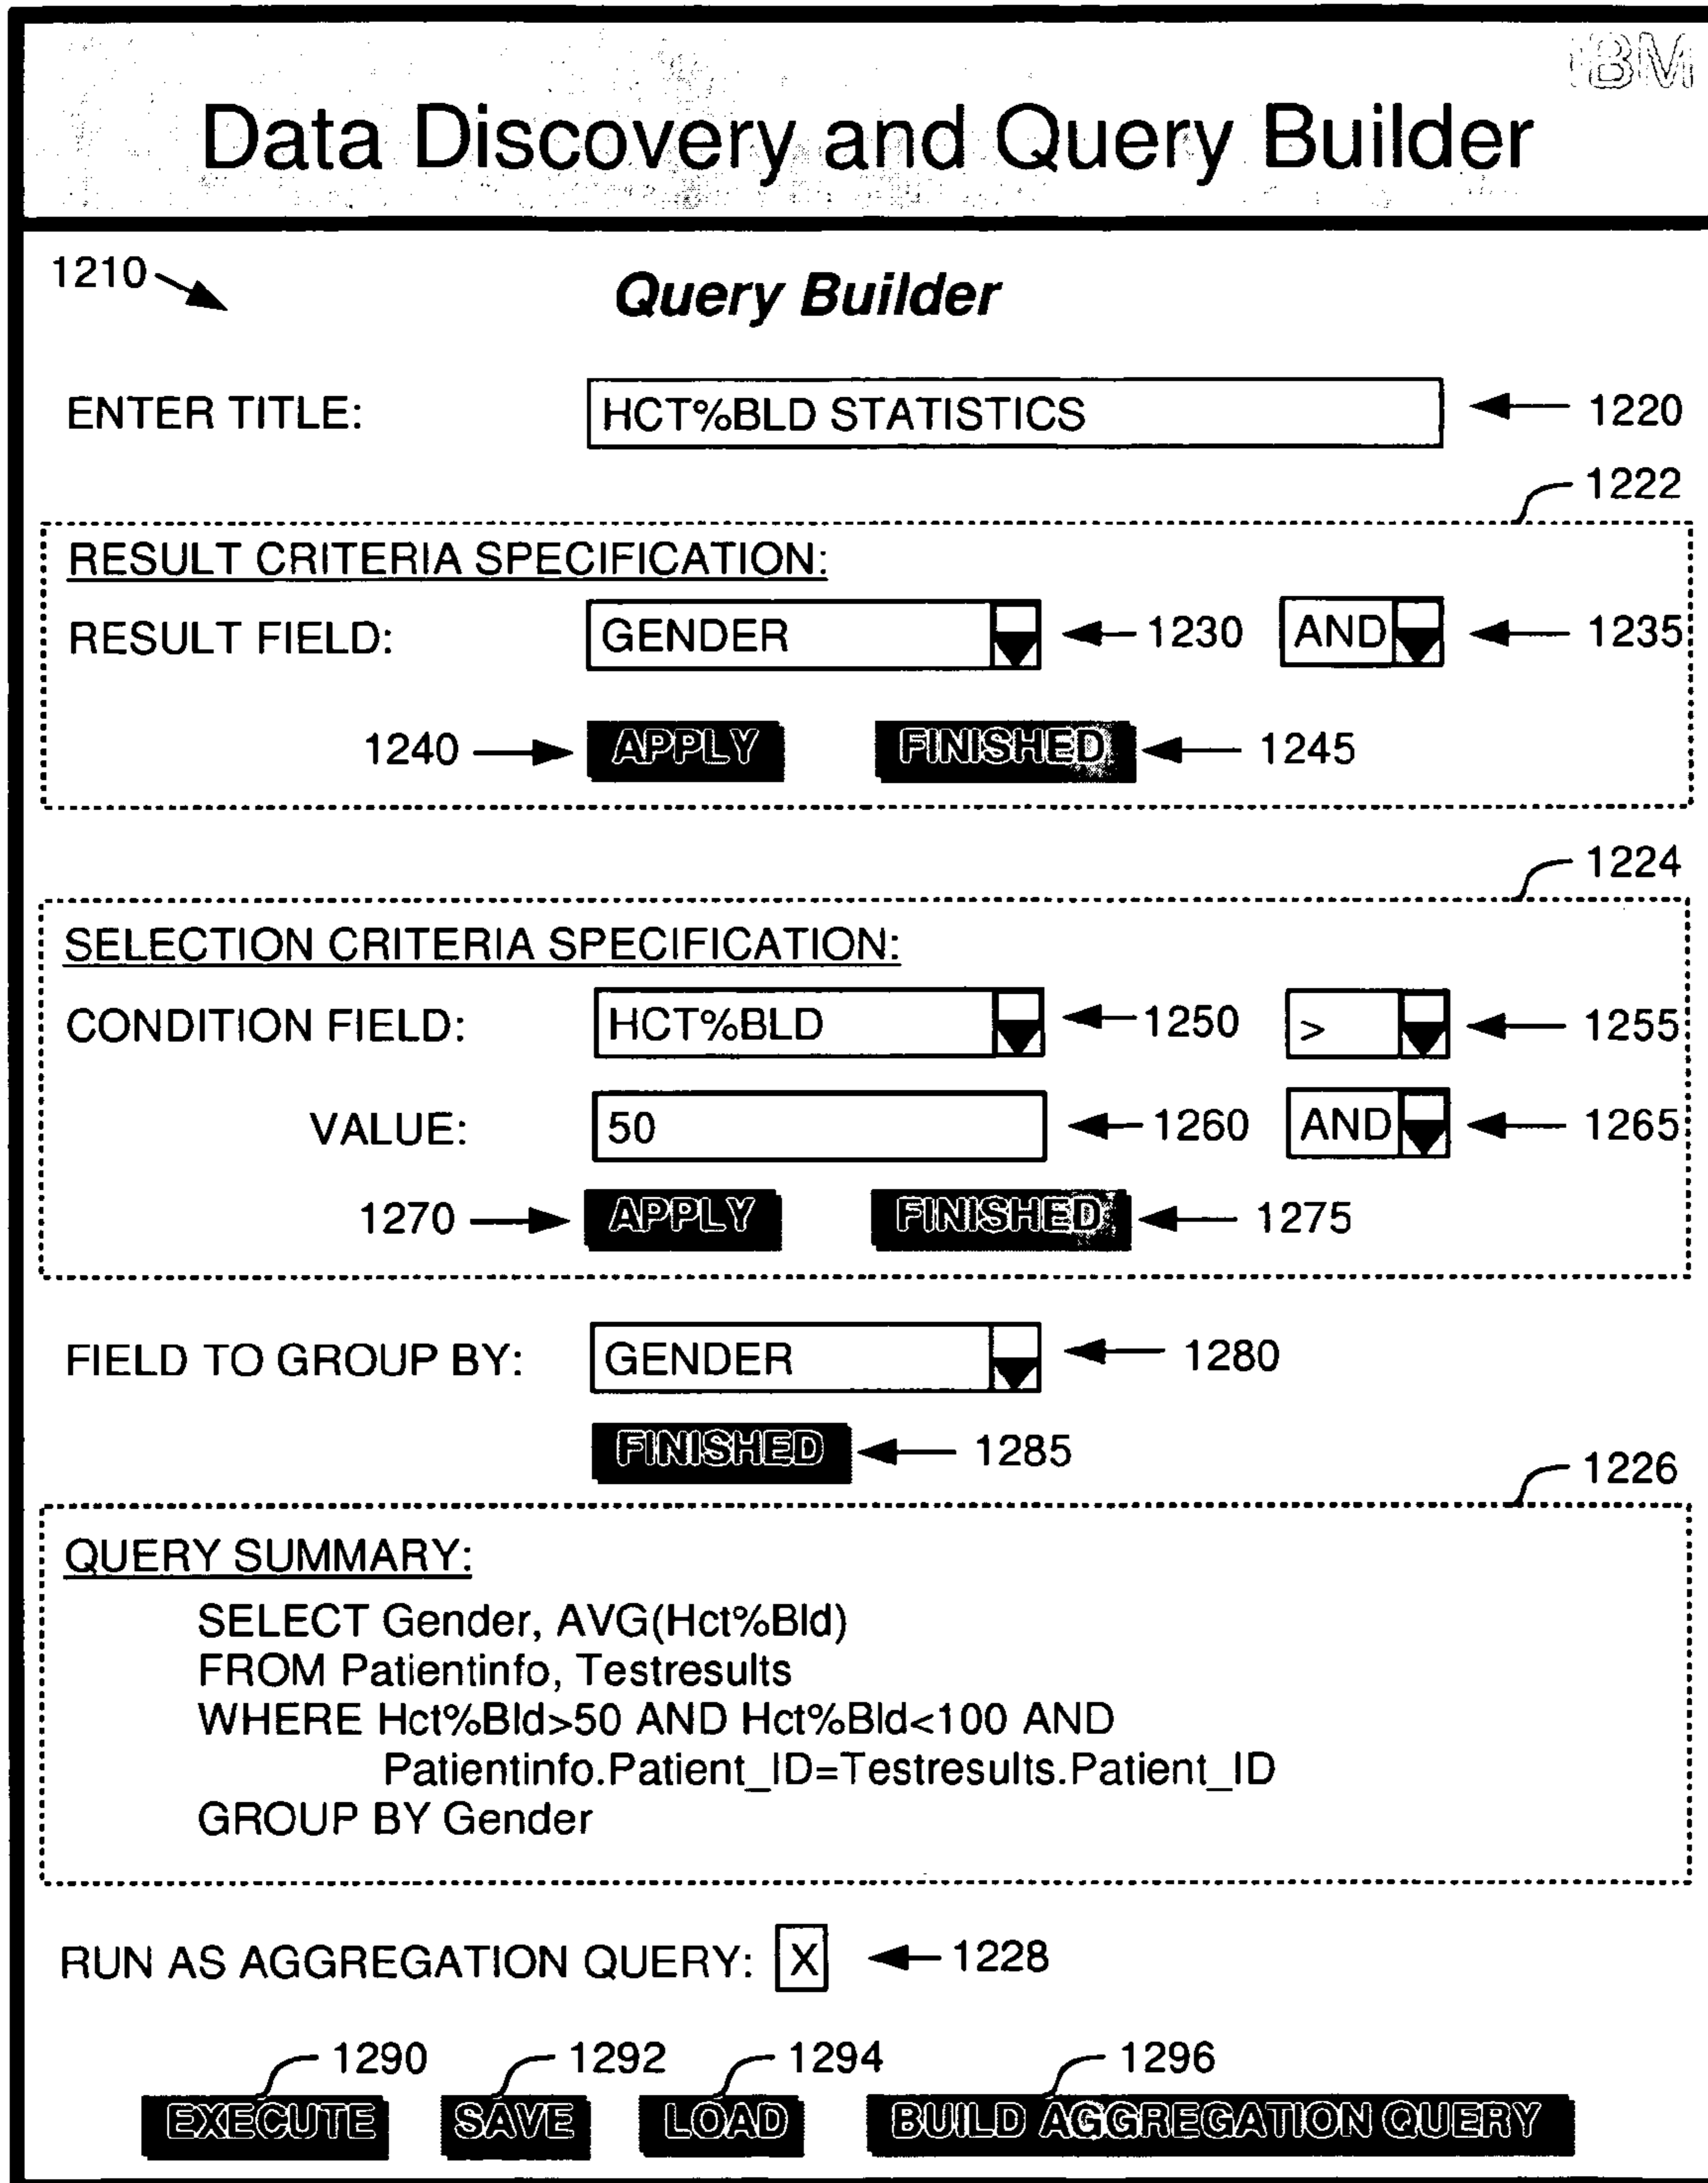 IBM
Data Discovery and Query Builder
1210
Query Builder
ENTER TITLE: HCT%BLD STATISTICS 1220
1222
RESULT CRITERIA SPECIFICATION:
RESULT FIELD: GENDER 1230 AND 1235
1240 APPLY FINISHED 1245
1224
SELECTION CRITERIA SPECIFICATION:
CONDITION FIELD: HCT%BLD 1250 > 1255
VALUE: 50 1260 AND 1265
1270 APPLY FINISHED 1275
FIELD TO GROUP BY: GENDER 1280
FINISHED 1285
1226
QUERY SUMMARY:
SELECT Gender, AVG(Hct%Bld)
FROM Patientinfo, Testresults
WHERE Hct%Bld>50 AND Hct%Bld<100 AND
Patientinfo.Patient_ID=Testresults.Patient_ID
GROUP BY Gender
RUN AS AGGREGATION QUERY: X 1228
1290 1292 1294 1296
EXECUTE SAVE LOAD BUILD AGGREGATION QUERY